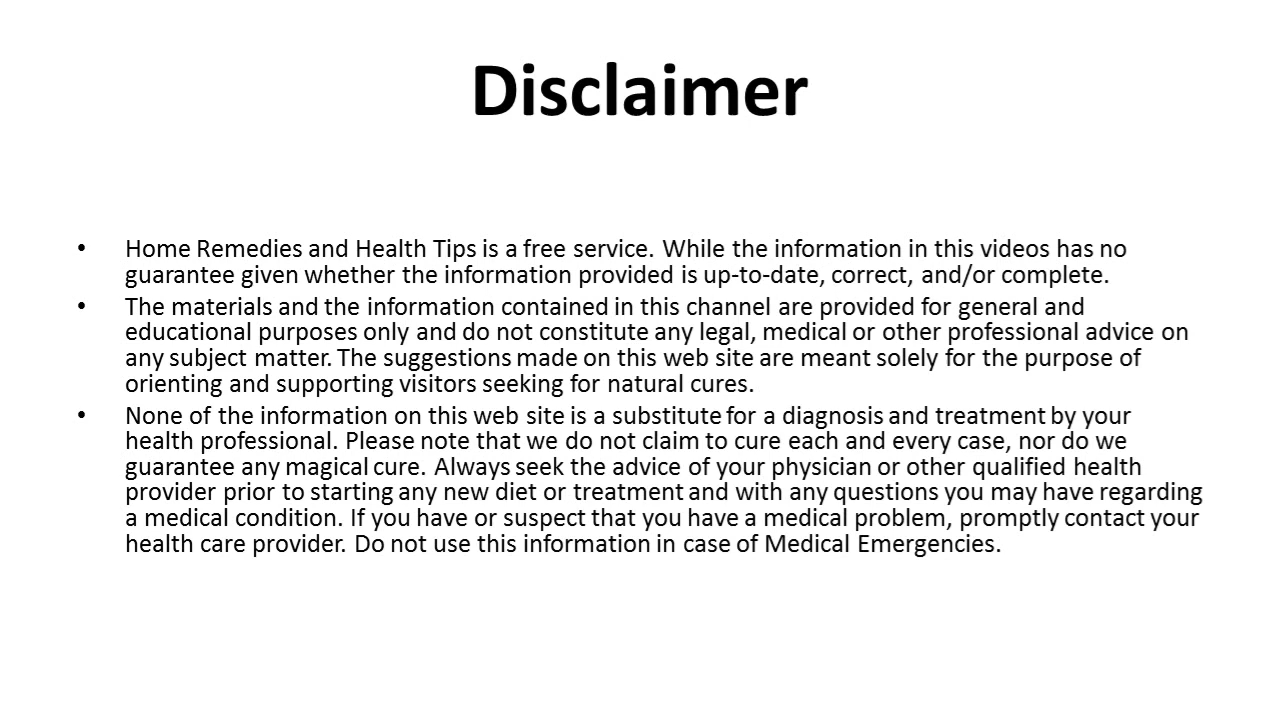 Disclaimer
• Home Remedies and Health Tips is a free service. While the information in this videos has no
guarantee given whether the information provided is up-to-date, correct, and/or complete.
• The materials and the information contained in this channel are provided for general and
educational purposes only and do not constitute any legal, medical or other professional advice on
any subject matter. The suggestions made on this web site are meant solely for the purpose of
orienting and supporting visitors seeking for natural cures.
• None of the information on this web site is a substitute for a diagnosis and treatment by your
health professional. Please note that we do not claim to cure each and every case, nor do we
guarantee any magical cure. Always seek the advice of your physician or other qualified health
provider prior to starting any new diet or treatment and with any questions you may have regarding
a medical condition. If you have or suspect that you have a medical problem, promptly contact your
health care provider. Do not use this information in case of Medical Emergencies.